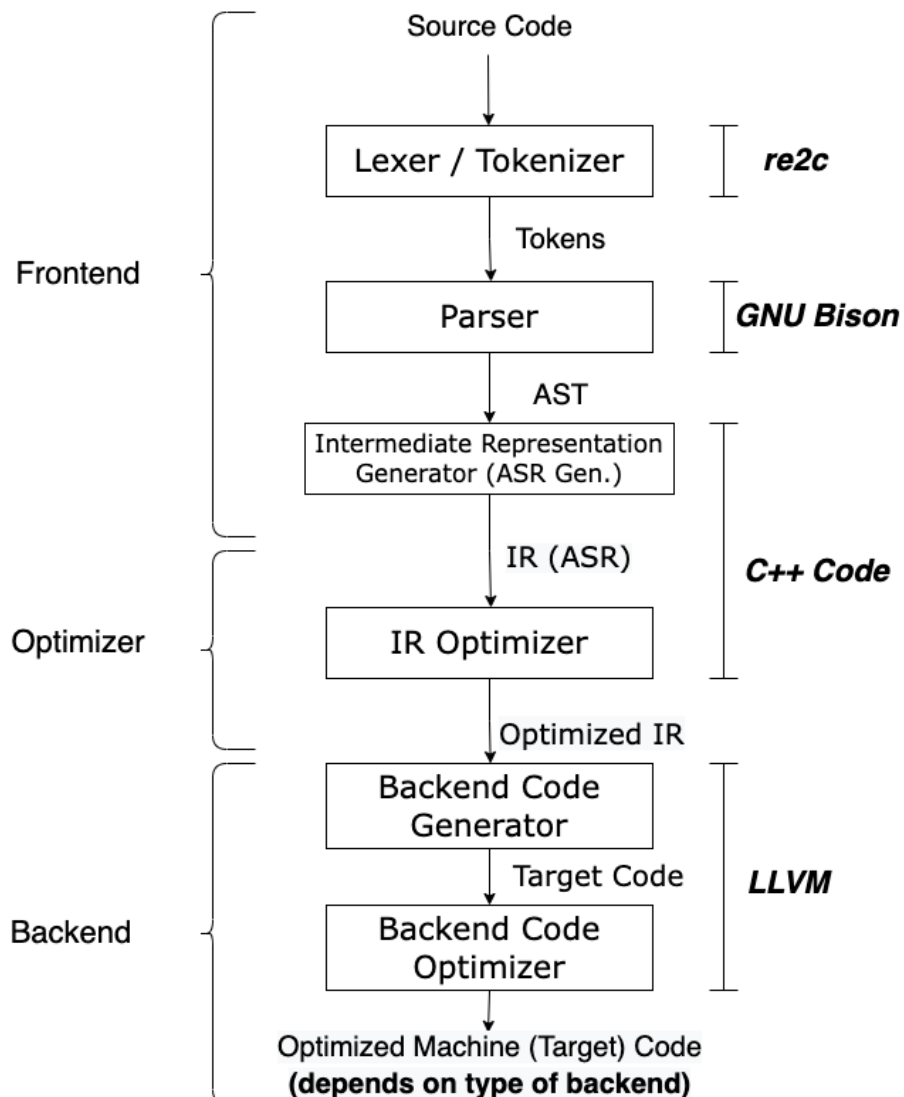 Source Code
Lexer / Tokenizer
re2c
Tokens
Frontend
Parser
GNU Bison
AST
Intermediate Representation
Generator (ASR Gen.)
IR (ASR)
C++ Code
Optimizer
IR Optimizer
Optimized IR
Backend Code
Generator
Target Code
LLVM
Backend
Backend Code
Optimizer
Optimized Machine (Target) Code
(depends on type of backend)